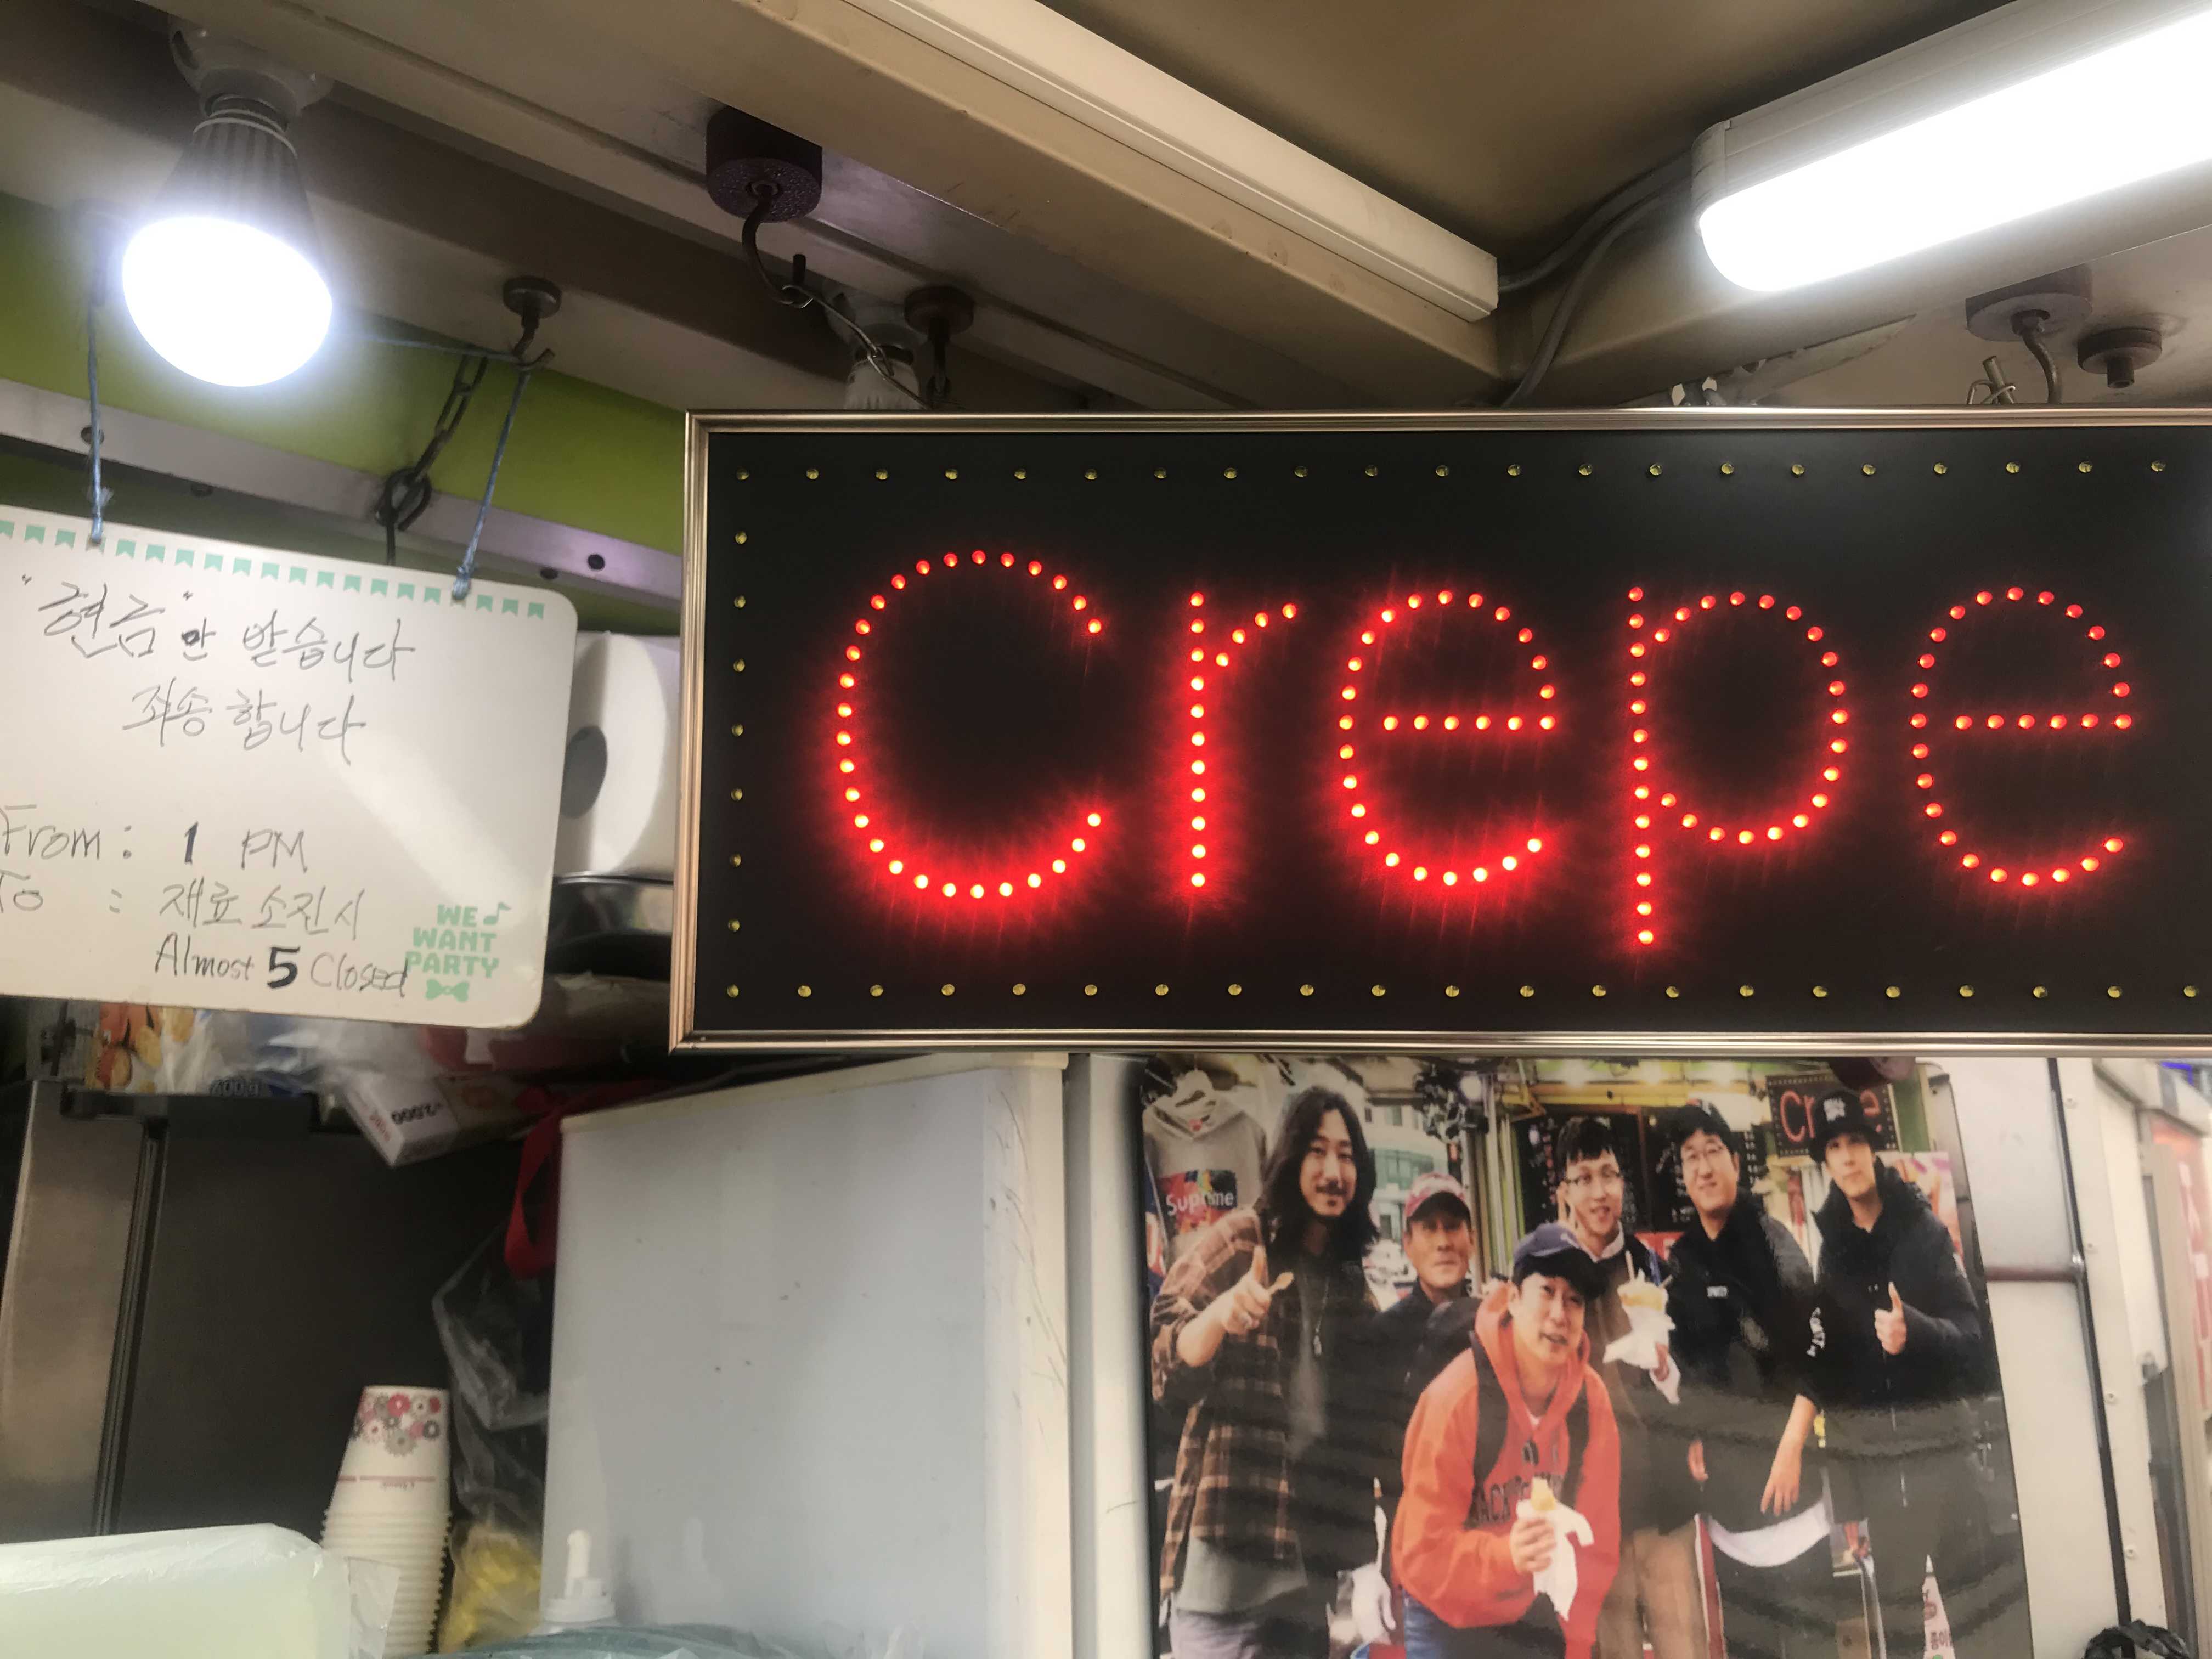 "현금"만 받습니다
죄송합니다
From : 1 PM
To : 재료 소진시
Almost 5 Closed
WE
WANT
PARTY
Crepe
Supreme